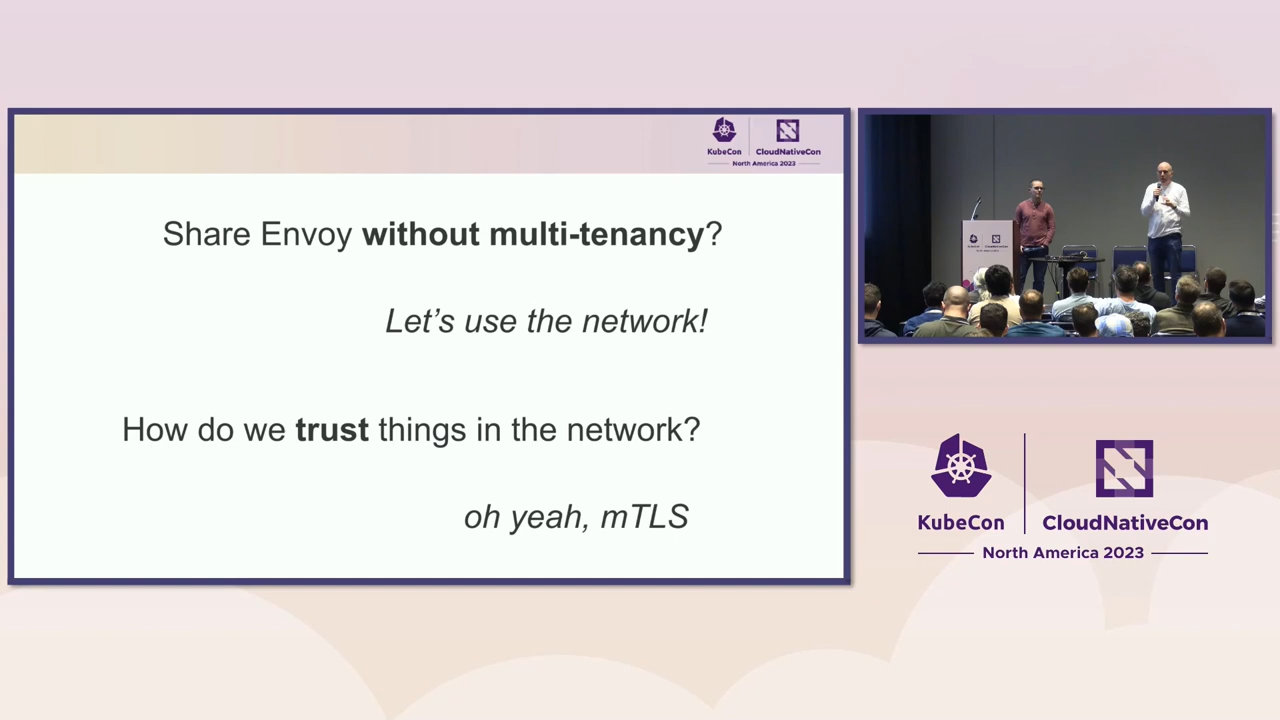 KubeCon
CloudNativeCon
North America 2023
Share Envoy without multi-tenancy?
Let's use the network!
How do we trust things in the network?
oh yeah, mTLS
KubeCon
CloudNativeCon
North America 2023